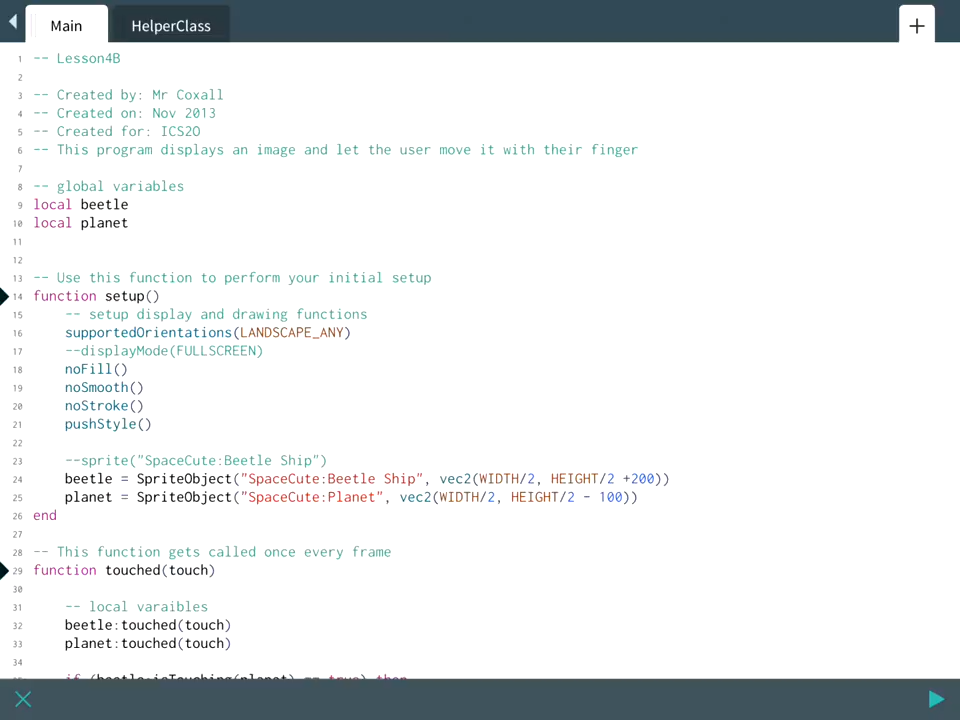 Main HelperClass +
1 -- Lesson4B
2
3 -- Created by: Mr Coxall
4 -- Created on: Nov 2013
5 -- Created for: ICS2O
6 -- This program displays an image and let the user move it with their finger
7
8 -- global variables
9 local beetle
10 local planet
11
12
13 -- Use this function to perform your initial setup
14 function setup()
15 -- setup display and drawing functions
16 supportedOrientations(LANDSCAPE_ANY)
17 --displayMode(FULLSCREEN)
18 noFill()
19 noSmooth()
20 noStroke()
21 pushStyle()
22
23 --sprite("SpaceCute:Beetle Ship")
24 beetle = SpriteObject("SpaceCute:Beetle Ship", vec2(WIDTH/2, HEIGHT/2 +200))
25 planet = SpriteObject("SpaceCute:Planet", vec2(WIDTH/2, HEIGHT/2 - 100))
26 end
27
28 -- This function gets called once every frame
29 function touched(touch)
30
31 -- local varaibles
32 beetle:touched(touch)
33 planet:touched(touch)
34
if (beetle:isTouching(planet) == true) then